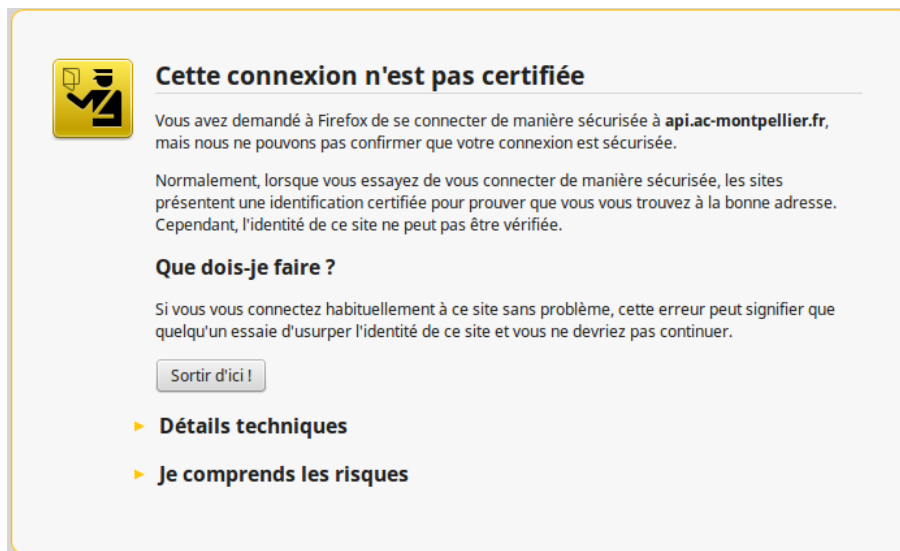 Cette connexion n'est pas certifiée
Vous avez demandé à Firefox de se connecter de manière sécurisée à api.ac-montpellier.fr,
mais nous ne pouvons pas confirmer que votre connexion est sécurisée.
Normalement, lorsque vous essayez de vous connecter de manière sécurisée, les sites
présentent une identification certifiée pour prouver que vous vous trouvez à la bonne adresse.
Cependant, l'identité de ce site ne peut pas être vérifiée.
Que dois-je faire ?
Si vous vous connectez habituellement à ce site sans problème, cette erreur peut signifier que
quelqu'un essaie d'usurper l'identité de ce site et vous ne devriez pas continuer.
Sortir d'ici !
Détails techniques
Je comprends les risques